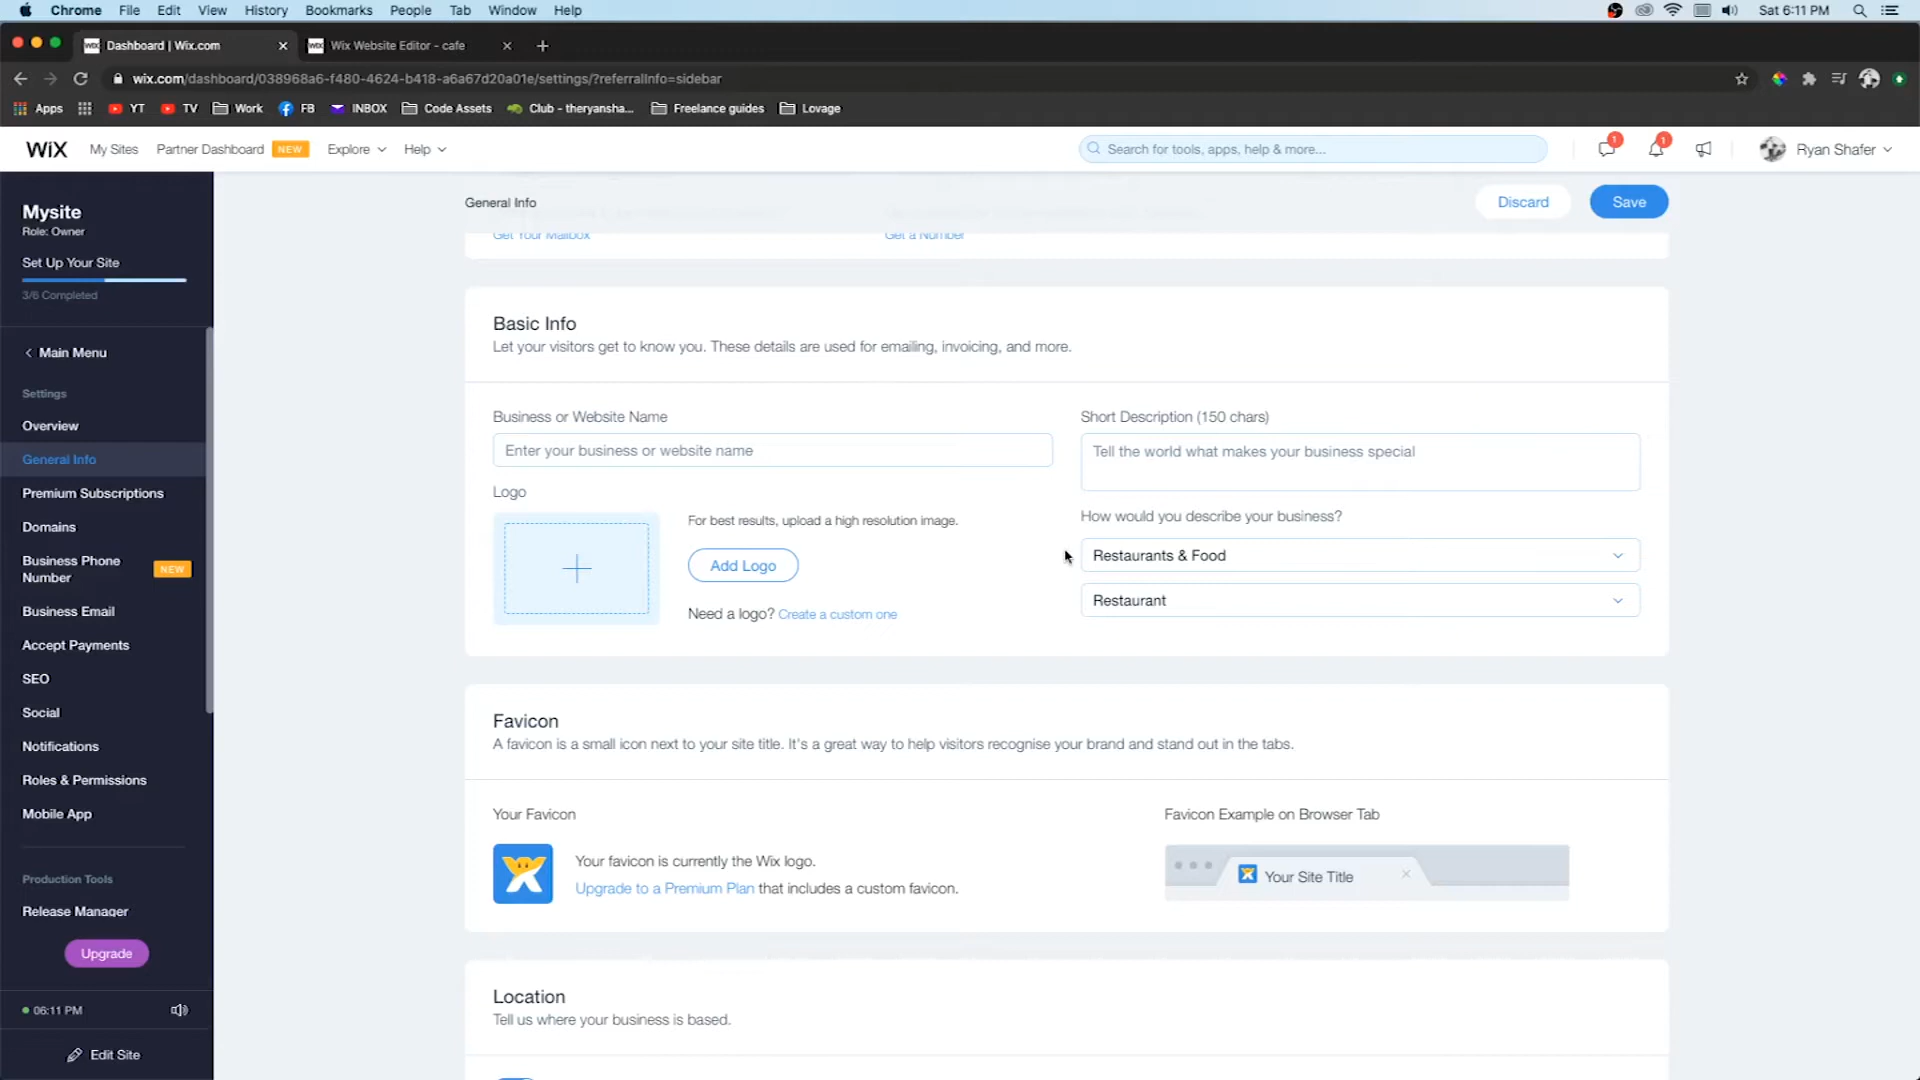 Chrome File Edit View History Bookmarks People Tab Window Help Sat 6:11 PM
Dashboard | Wix.com Wix Website Editor - cafe
wix.com/dashboard/038968a6-f480-4624-b418-a6a67d20a01e/settings/?referralInfo=sidebar
Apps YT TV Work FB INBOX Code Assets Club - theryansha... Freelance guides Lovage
WiX My Sites Partner Dashboard NEW Explore Help Search for tools, apps, help & more... 1 1 Ryan Shafer
Mysite
Role: Owner
Set Up Your Site
3/6 Completed
Main Menu
Settings
Overview
General Info
Premium Subscriptions
Domains
Business Phone
Number
NEW
Business Email
Accept Payments
SEO
Social
Notifications
Roles & Permissions
Mobile App
Production Tools
Release Manager
Upgrade
06:11 PM
Edit Site
General Info
Discard
Save
Get Your Mailbox
Get a Number
Basic Info
Let your visitors get to know you. These details are used for emailing, invoicing, and more.
Business or Website Name
Enter your business or website name
Logo
For best results, upload a high resolution image.
Add Logo
Need a logo? Create a custom one
Short Description (150 chars)
Tell the world what makes your business special
How would you describe your business?
Restaurants & Food
Restaurant
Favicon
A favicon is a small icon next to your site title. It's a great way to help visitors recognise your brand and stand out in the tabs.
Your Favicon
Your favicon is currently the Wix logo.
Upgrade to a Premium Plan that includes a custom favicon.
Favicon Example on Browser Tab
Your Site Title
Location
Tell us where your business is based.